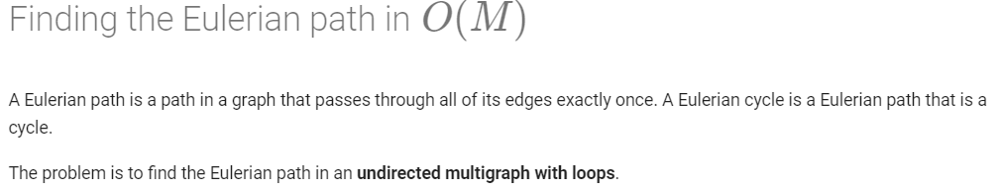 Finding the Eulerian path in O(M)
A Eulerian path is a path in a graph that passes through all of its edges exactly once. A Eulerian cycle is a Eulerian path that is a
cycle.
The problem is to find the Eulerian path in an undirected multigraph with loops.